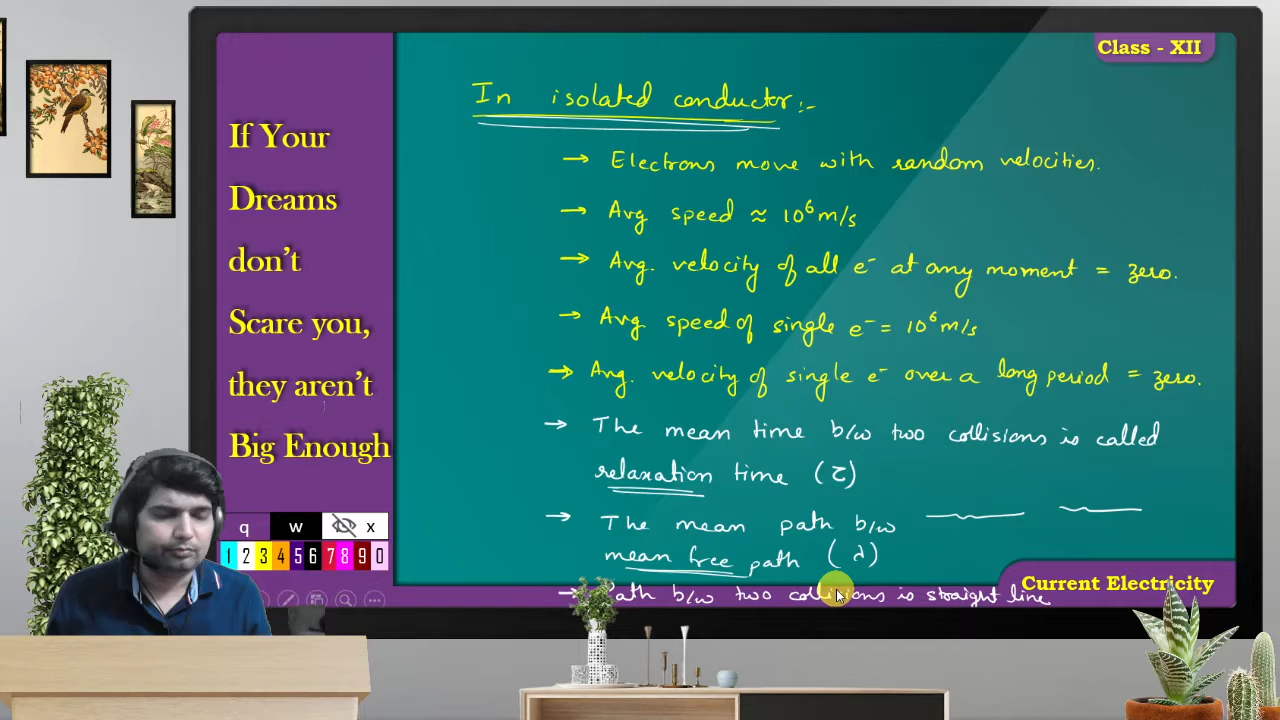 Class - XII
If Your
Dreams
don't
Scare you,
they aren't
Big Enough
In isolated conductor :-
→ Electrons move with random velocities.
→ Avg speed ≈ 10⁶ m/s
→ Avg. velocity of all e⁻ at any moment = zero.
→ Avg speed of single e⁻ = 10⁶ m/s
→ Avg. velocity of single e⁻ over a long period = zero.
→ The mean time b/w two collisions is called
relaxation time (τ)
→ The mean path b/w
mean free path (λ)
→ Path b/w two collisions is straight line
q w x
1 2 3 4 5 6 7 8 9 0
Current Electricity